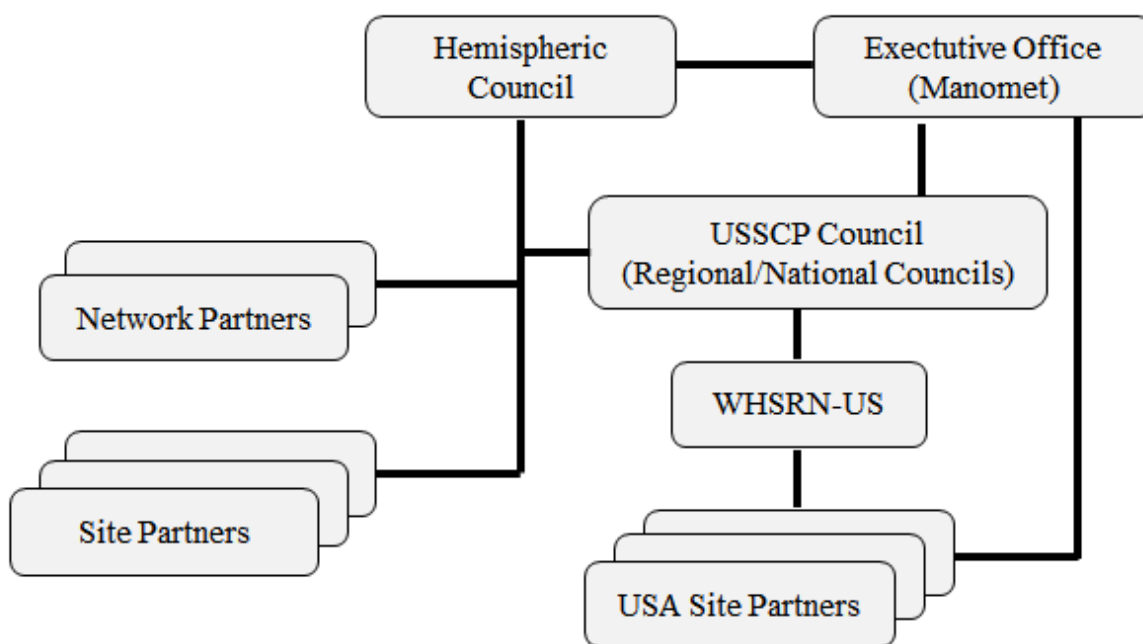 Hemispheric
Council
Exectutive Office
(Manomet)
USSCP Council
(Regional/National Councils)
Network Partners
WHSRN-US
Site Partners
USA Site Partners